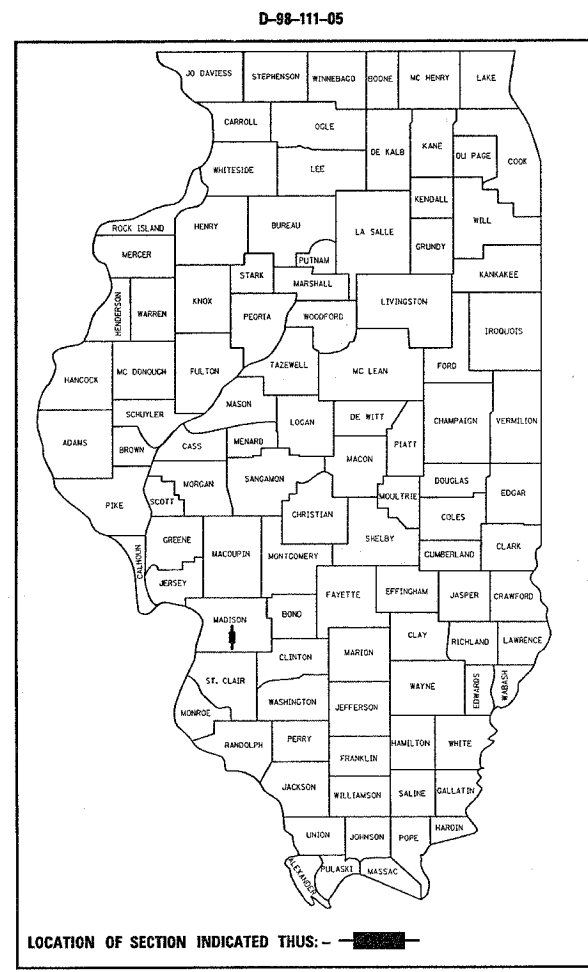 D-98-111-05
JO DAVIESS STEPHENSON WINNEBAGO BOONE MC HENRY LAKE
CARROLL OGLE
DE KALB KANE DU PAGE COOK
WHITESIDE LEE
KENDALL
WILL
ROCK ISLAND HENRY BUREAU LA SALLE
GRUNDY
MERCER PUTNAM
STARK MARSHALL KANKAKEE
HENDERSON WARREN KNOX PEORIA WOODFORD LIVINGSTON
IROQUOIS
HANCOCK MC DONOUGH FULTON TAZEWELL MC LEAN FORD
MASON
SCHUYLER LOGAN DE WITT CHAMPAIGN VERMILION
ADAMS BROWN CASS MENARD PIATT
MACON
MORGAN SANGAMON DOUGLAS
SCOTT MOULTRIE EDGAR
PIKE CHRISTIAN COLES
GREENE MACOUPIN SHELBY
CALHOUN MONTGOMERY CUMBERLAND CLARK
JERSEY
FAYETTE EFFINGHAM JASPER CRAWFORD
MADISON BOND
CLAY RICHLAND LAWRENCE
CLINTON MARION
ST. CLAIR
WAYNE EDWARDS WABASH
WASHINGTON JEFFERSON
MONROE
RANDOLPH PERRY HAMILTON WHITE
FRANKLIN
JACKSON WILLIAMSON SALINE GALLATIN
UNION JOHNSON POPE HARDIN
ALEXANDER PULASKI MASSAC
LOCATION OF SECTION INDICATED THUS: -